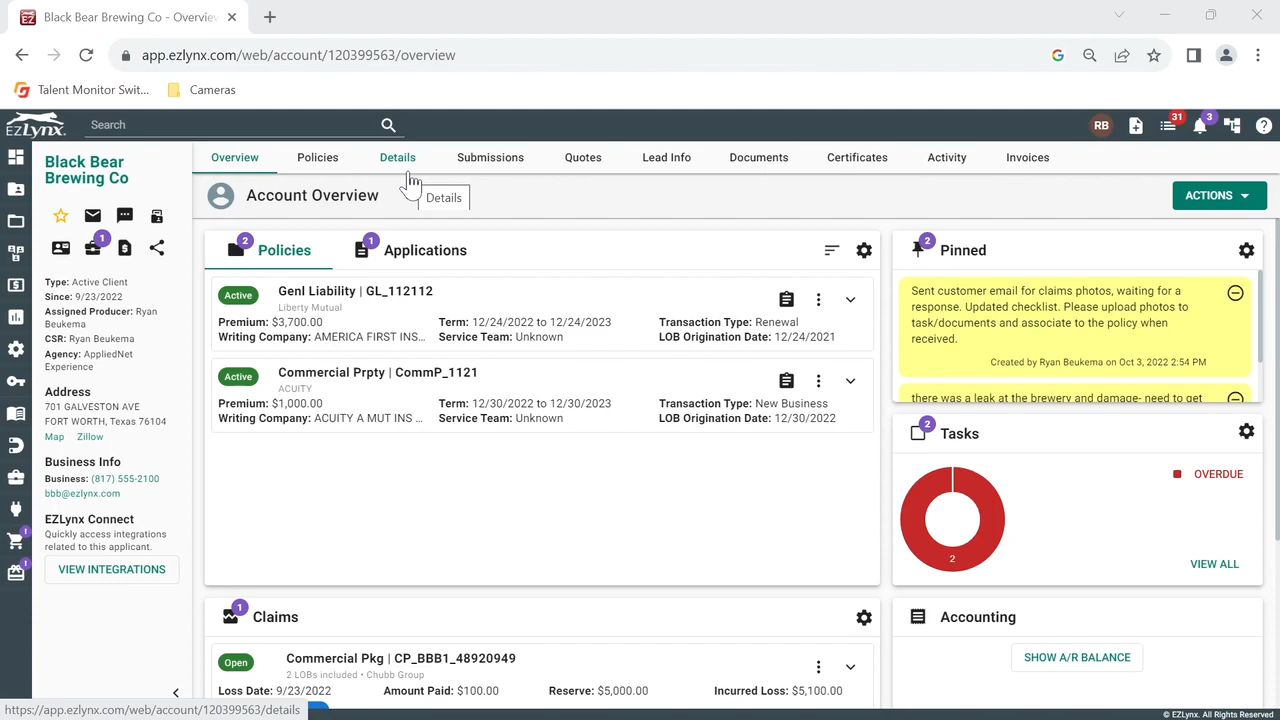 Black Bear Brewing Co - Overview
app.ezlynx.com/web/account/120399563/overview
Talent Monitor Swit...
Cameras
EZLynx
Search
RB
31
3
Black Bear
Brewing Co
1
Type: Active Client
Since: 9/23/2022
Assigned Producer: Ryan
Beukema
CSR: Ryan Beukema
Agency: AppliedNet
Experience
Address
701 GALVESTON AVE
FORT WORTH, Texas 76104
Map Zillow
Business Info
Business: (817) 555-2100
bbb@ezlynx.com
EZLynx Connect
Quickly access integrations
related to this applicant.
VIEW INTEGRATIONS
Overview
Policies
Details
Submissions
Quotes
Lead Info
Documents
Certificates
Activity
Invoices
Account Overview
Details
ACTIONS
2
Policies
1
Applications
Active
Genl Liability | GL_112112
Liberty Mutual
Premium: $3,700.00
Term: 12/24/2022 to 12/24/2023
Transaction Type: Renewal
Writing Company: AMERICA FIRST INS...
Service Team: Unknown
LOB Origination Date: 12/24/2021
Active
Commercial Prpty | CommP_1121
ACUITY
Premium: $1,000.00
Term: 12/30/2022 to 12/30/2023
Transaction Type: New Business
Writing Company: ACUITY A MUT INS ...
Service Team: Unknown
LOB Origination Date: 12/30/2022
2
Pinned
Sent customer email for claims photos, waiting for a
response. Updated checklist. Please upload photos to
task/documents and associate to the policy when
received.
Created by Ryan Beukema on Oct 3, 2022 2:54 PM
there was a leak at the brewery and damage- need to get
2
Tasks
OVERDUE
2
VIEW ALL
1
Claims
Open
Commercial Pkg | CP_BBB1_48920949
2 LOBs included • Chubb Group
Loss Date: 9/23/2022
Amount Paid: $100.00
Reserve: $5,000.00
Incurred Loss: $5,100.00
Accounting
SHOW A/R BALANCE
https://app.ezlynx.com/web/account/120399563/details
© EZLynx. All Rights Reserved